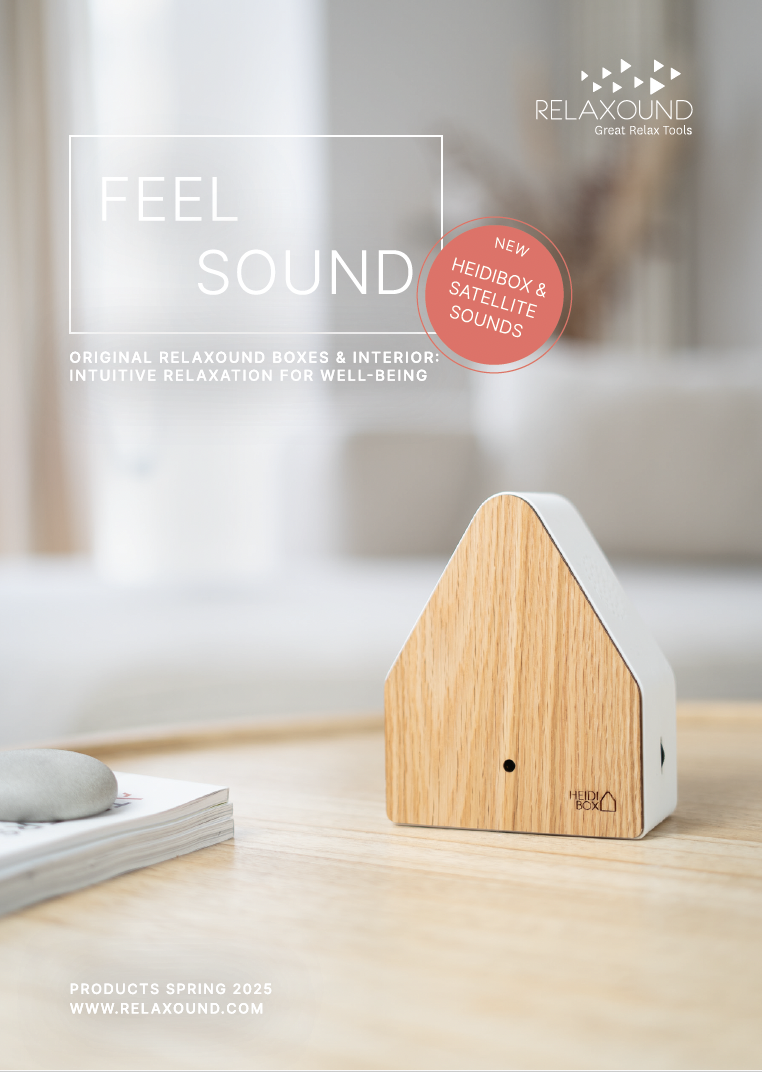 RELAXOUND
Great Relax Tools
FEEL
SOUND
NEW
HEIDIBOX &
SATELLITE
SOUNDS
ORIGINAL RELAXOUND BOXES & INTERIOR:
INTUITIVE RELAXATION FOR WELL-BEING
HEIDI
BOX
PRODUCTS SPRING 2025
WWW.RELAXOUND.COM